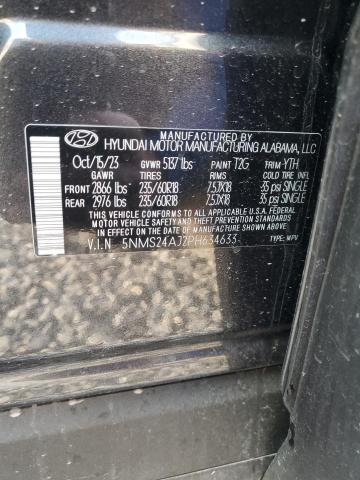 MANUFACTURED BY
HYUNDAI MOTOR MANUFACTURING ALABAMA, LLC
Oct/15/23 GVWR 5137 lbs PAINT T2G TRIM YTH
GAWR TIRES RIMS COLD TIRE INFL
FRONT 2866 lbs 235/60R18 7.5JX18 35 psi SINGLE
REAR 2976 lbs 235/60R18 7.5JX18 35 psi SINGLE
THIS VEHICLE CONFORMS TO ALL APPLICABLE U.S.A. FEDERAL
MOTOR VEHICLE SAFETY STANDARDS
IN EFFECT ON THE DATE OF MANUFACTURE SHOWN ABOVE.
V.I.N 5NMS24AJ2PH634633 TYPE: MPV